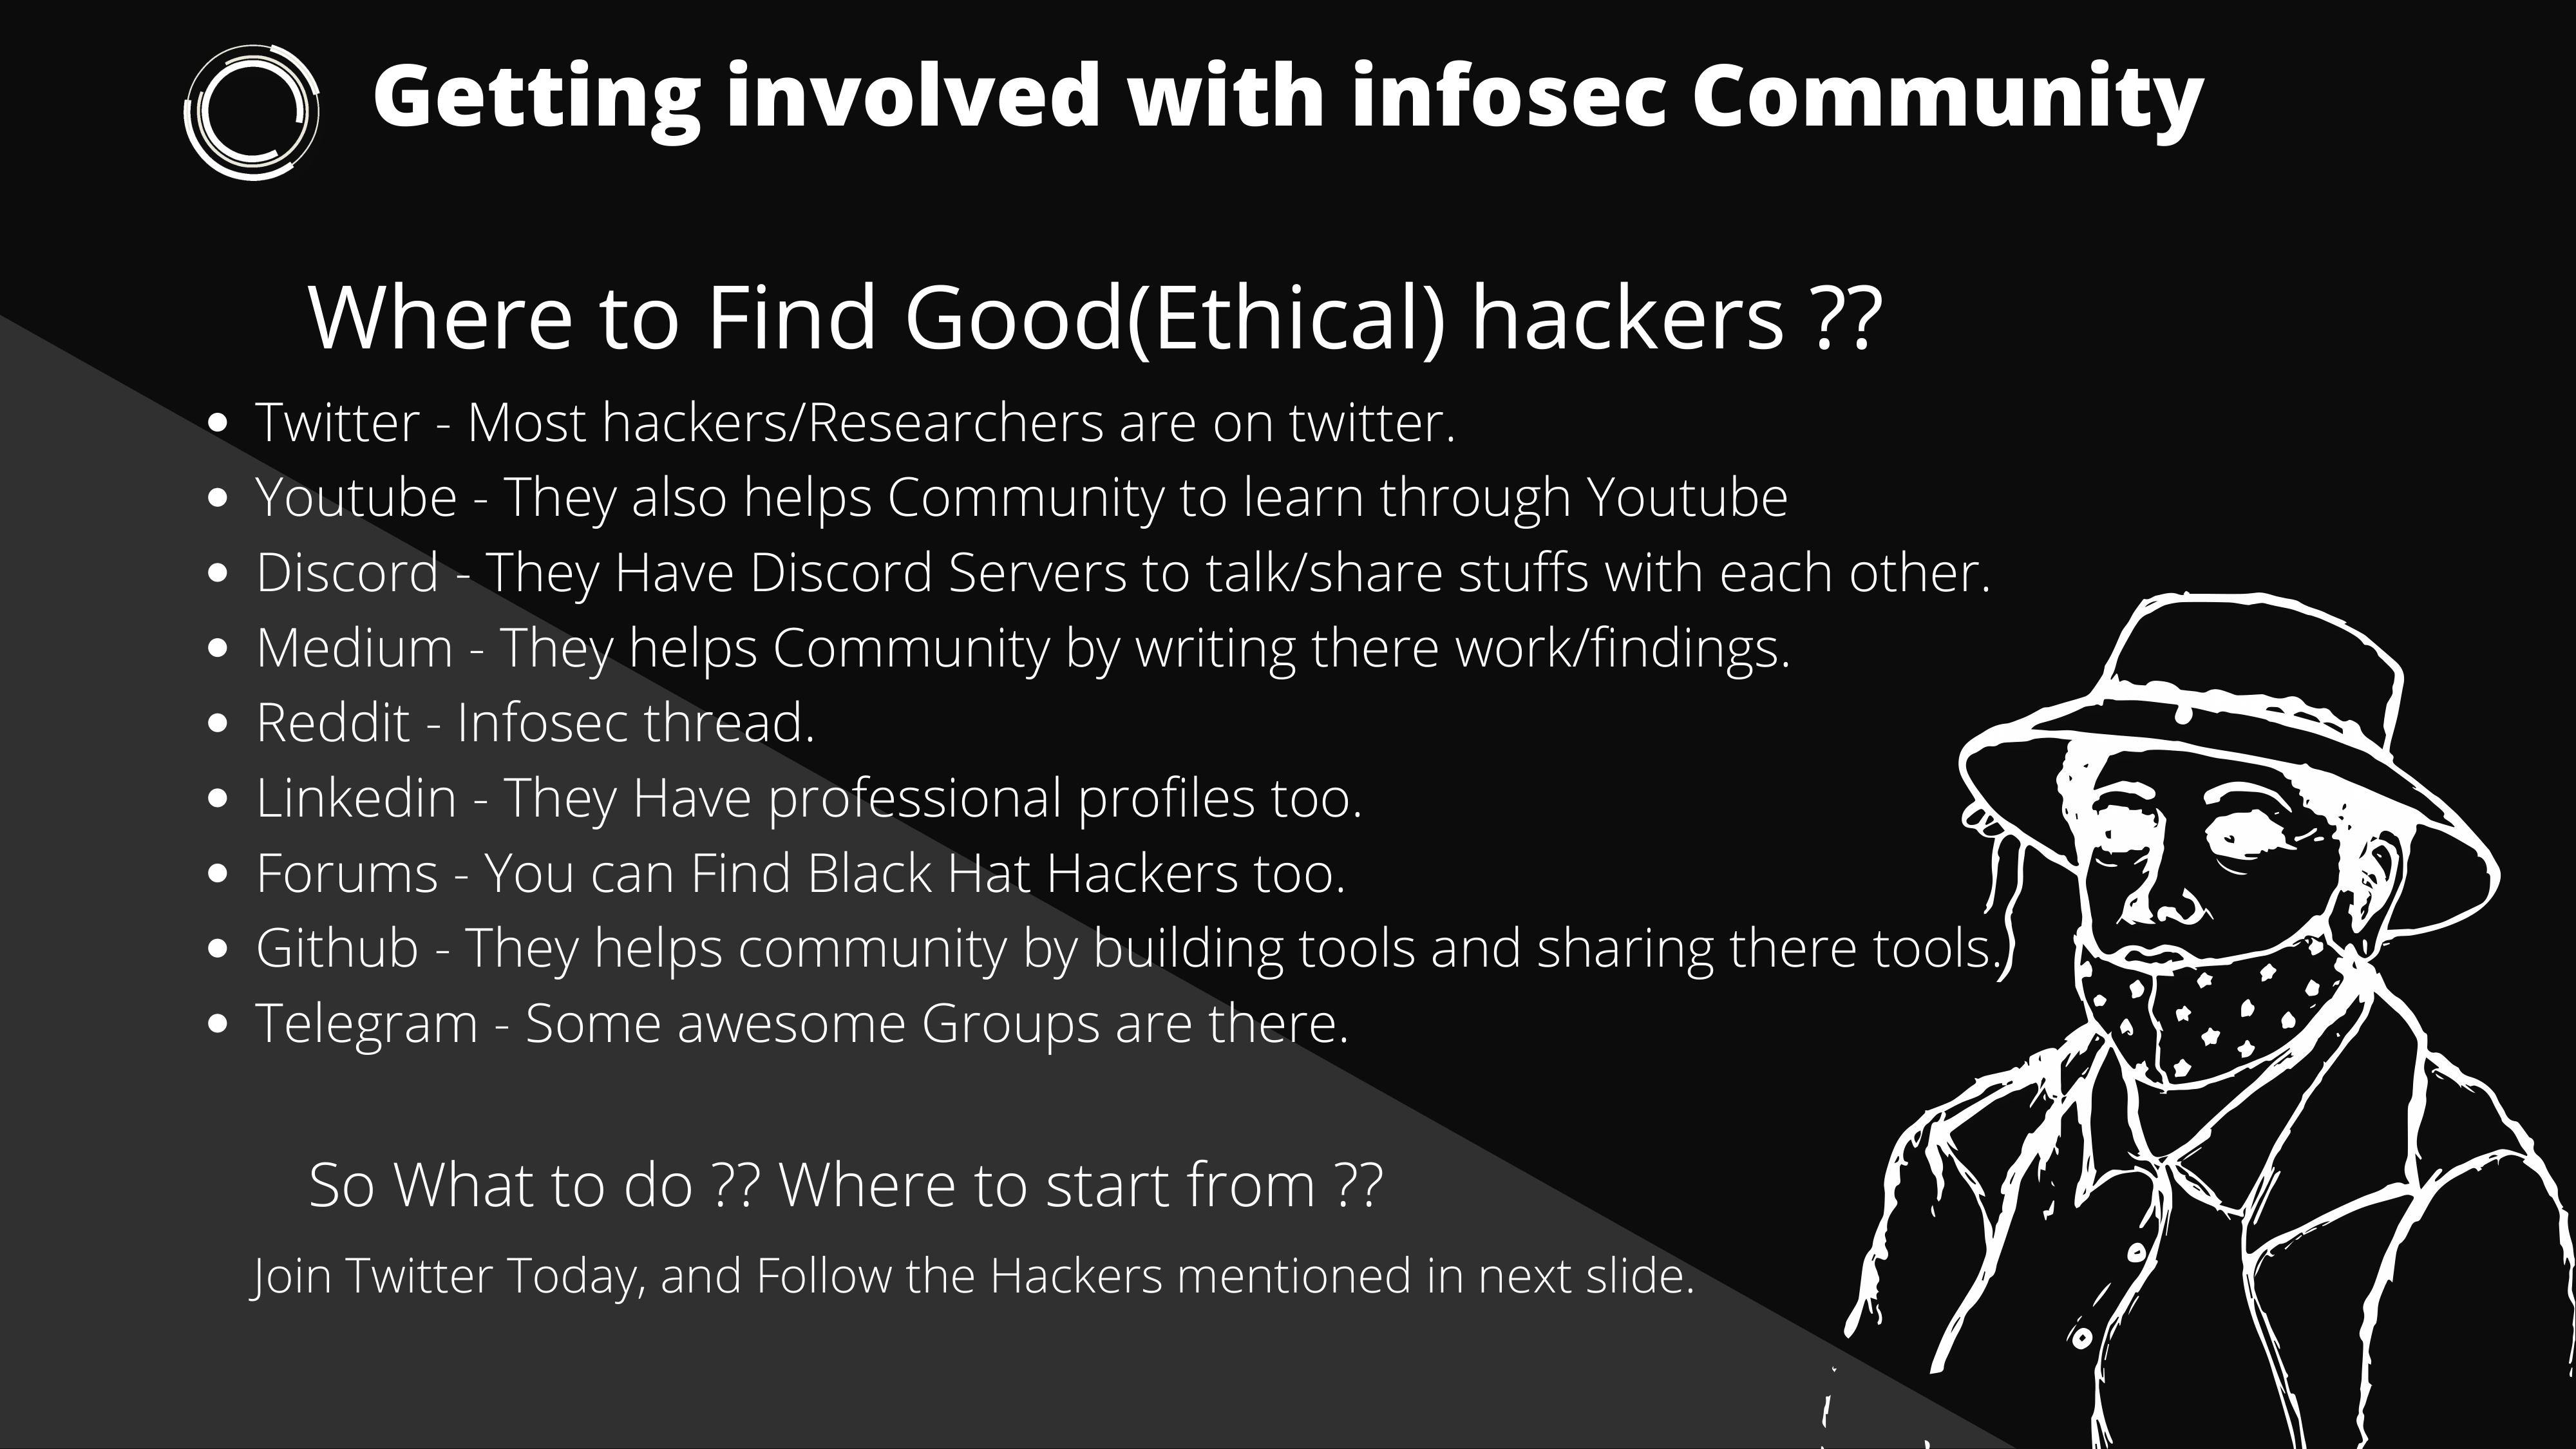 Getting involved with infosec Community
Where to Find Good(Ethical) hackers ??
Twitter - Most hackers/Researchers are on twitter.
Youtube - They also helps Community to learn through Youtube
Discord - They Have Discord Servers to talk/share stuffs with each other.
Medium - They helps Community by writing there work/findings.
Reddit - Infosec thread.
Linkedin - They Have professional profiles too.
Forums - You can Find Black Hat Hackers too.
Github - They helps community by building tools and sharing there tools.
Telegram - Some awesome Groups are there.
So What to do ?? Where to start from ??
Join Twitter Today, and Follow the Hackers mentioned in next slide.